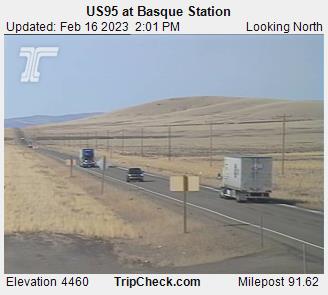 US95 at Basque Station
Updated: Feb 16 2023 2:01 PM Looking North
Elevation 4460 TripCheck.com Milepost 91.62